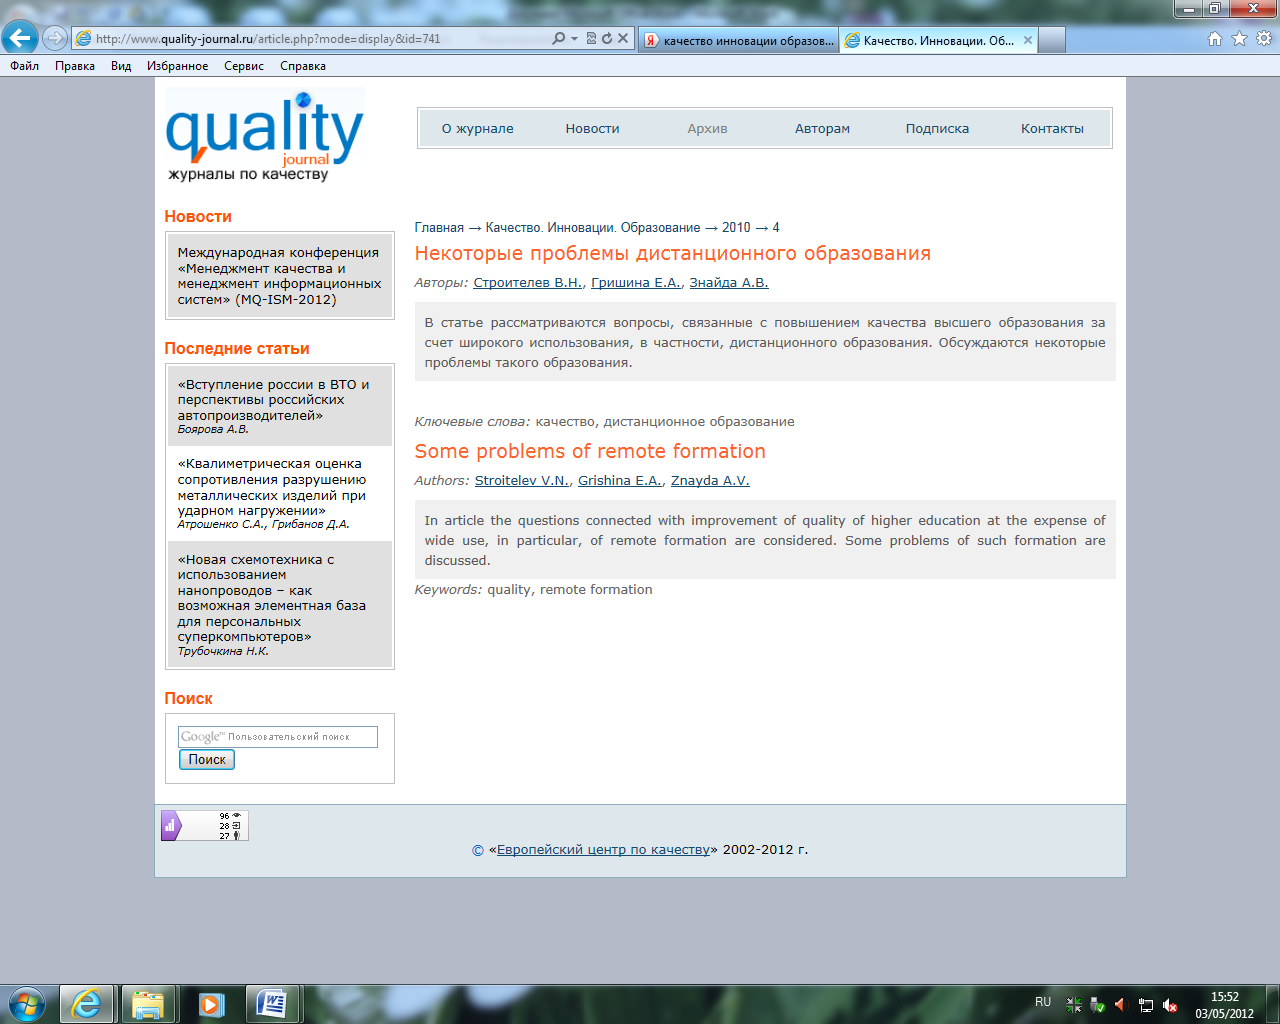 http://www.quality-journal.ru/article.php?mode=display&id=741
качество инновации образов...
Качество. Инновации. Об...
Файл Правка Вид Избранное Сервис Справка
quality
journal
журналы по качеству
О журнале Новости Архив Авторам Подписка Контакты
Новости
Международная конференция
«Менеджмент качества и
менеджмент информационных
систем» (MQ-ISM-2012)
Последние статьи
«Вступление россии в ВТО и
перспективы российских
автопроизводителей»
Боярова А.В.
«Квалиметрическая оценка
сопротивления разрушению
металлических изделий при
ударном нагружении»
Атрошенко С.А., Грибанов Д.А.
«Новая схемотехника с
использованием
нанопроводов – как
возможная элементная база
для персональных
суперкомпьютеров»
Трубочкина Н.К.
Поиск
Google™ Пользовательский поиск
Поиск
Главная → Качество. Инновации. Образование → 2010 → 4
Некоторые проблемы дистанционного образования
Авторы: Строителев В.Н., Гришина Е.А., Знайда А.В.
В статье рассматриваются вопросы, связанные с повышением качества высшего образования за
счет широкого использования, в частности, дистанционного образования. Обсуждаются некоторые
проблемы такого образования.
Ключевые слова: качество, дистанционное образование
Some problems of remote formation
Authors: Stroitelev V.N., Grishina E.A., Znayda A.V.
In article the questions connected with improvement of quality of higher education at the expense of
wide use, in particular, of remote formation are considered. Some problems of such formation are
discussed.
Keywords: quality, remote formation
96
28
27
© «Европейский центр по качеству» 2002-2012 г.
RU
15:52
03/05/2012